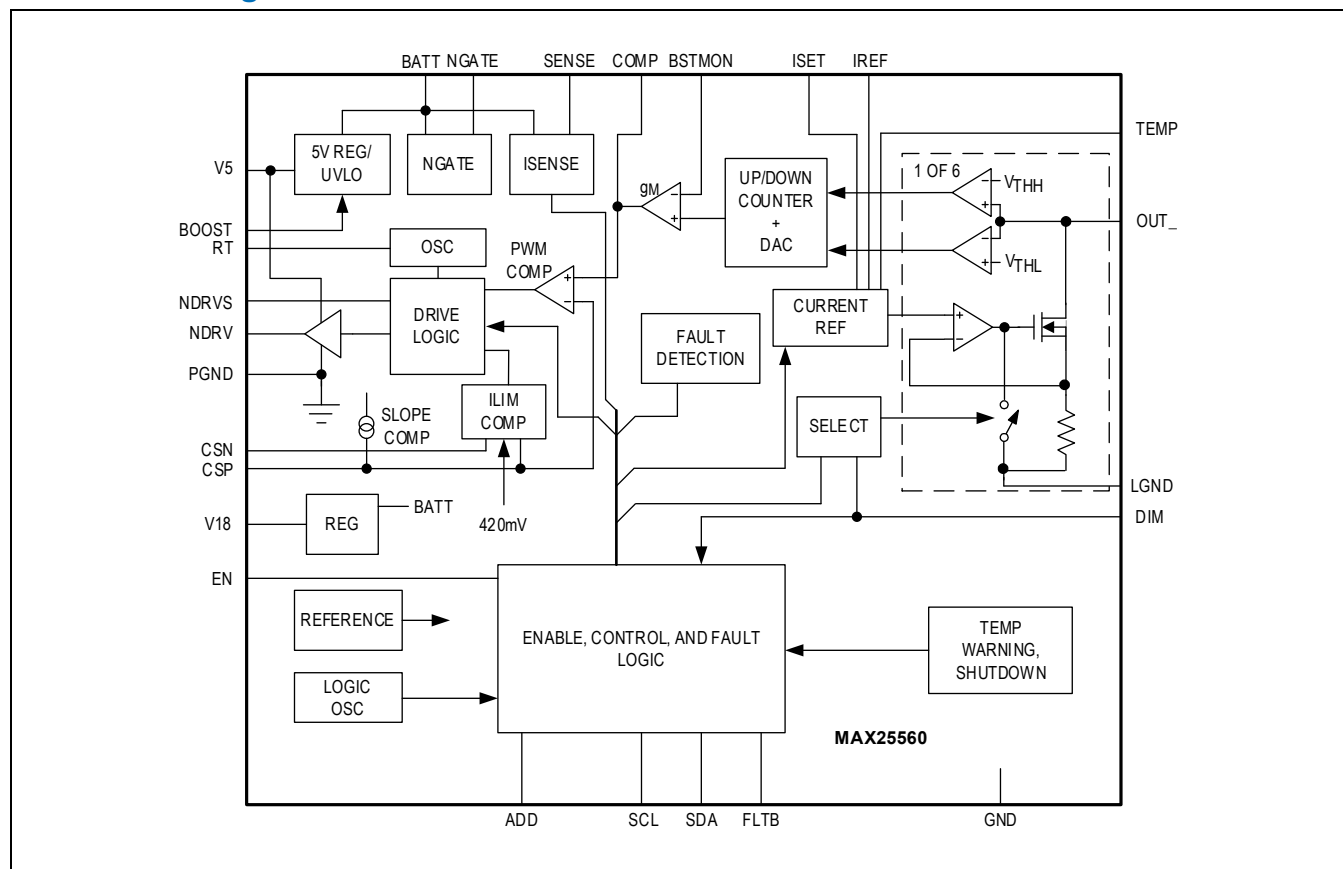 BATT NGATE SENSE COMP BSTMON ISET IREF
TEMP
V5
5V REG/
UVLO
NGATE
ISENSE
gM
−
+
UP/DOWN
COUNTER
+
DAC
1 OF 6
−
+
VTHH
−
+
VTHL
OUT_
BOOST
RT
OSC
PWM
COMP
+
−
NDRVS
NDRV
PGND
DRIVE
LOGIC
CURRENT
REF
+
−
FAULT
DETECTION
SLOPE
COMP
ILIM
COMP
SELECT
CSN
CSP
LGND
V18
REG
BATT
420mV
DIM
EN
REFERENCE
ENABLE, CONTROL, AND FAULT
LOGIC
TEMP
WARNING,
SHUTDOWN
LOGIC
OSC
MAX25560
ADD SCL SDA FLTB GND